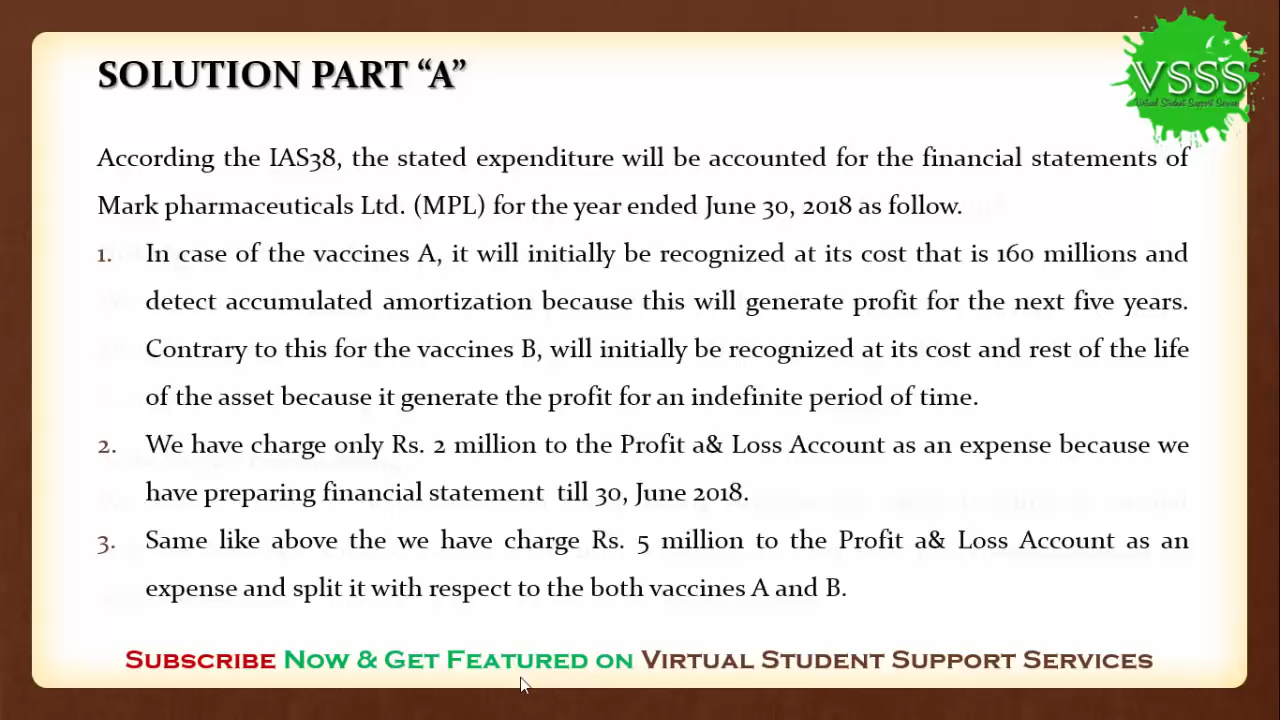 SOLUTION PART “A”
VSSS
Virtual Student Support Services
According the IAS38, the stated expenditure will be accounted for the financial statements of
Mark pharmaceuticals Ltd. (MPL) for the year ended June 30, 2018 as follow.
1. In case of the vaccines A, it will initially be recognized at its cost that is 160 millions and
detect accumulated amortization because this will generate profit for the next five years.
Contrary to this for the vaccines B, will initially be recognized at its cost and rest of the life
of the asset because it generate the profit for an indefinite period of time.
2. We have charge only Rs. 2 million to the Profit a& Loss Account as an expense because we
have preparing financial statement till 30, June 2018.
3. Same like above the we have charge Rs. 5 million to the Profit a& Loss Account as an
expense and split it with respect to the both vaccines A and B.
SUBSCRIBE NOW & GET FEATURED ON VIRTUAL STUDENT SUPPORT SERVICES